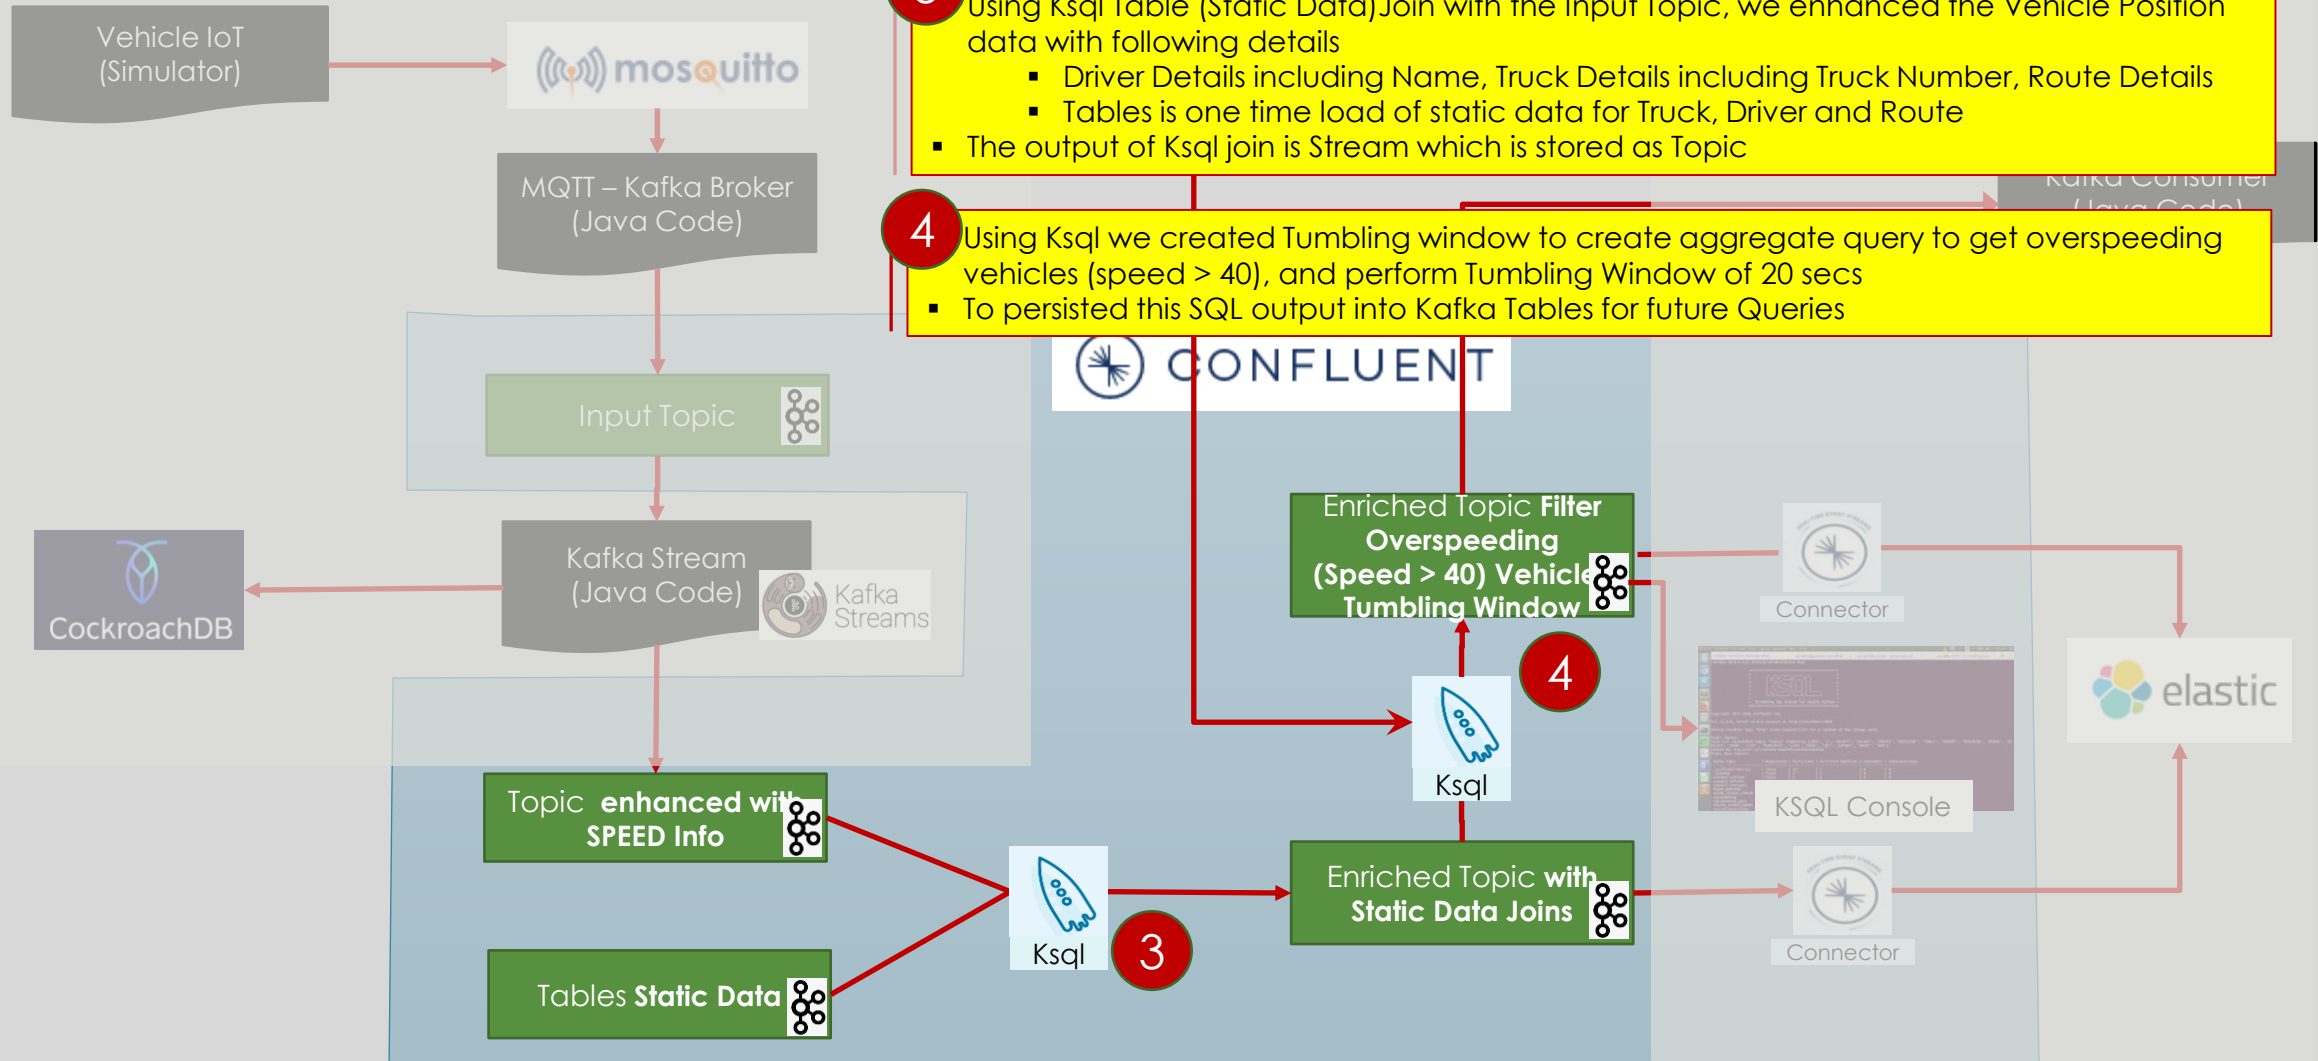 3
Using Ksql Table (Static Data)Join with the Input Topic, we enhanced the Vehicle Position
data with following details
▪ Driver Details including Name, Truck Details including Truck Number, Route Details
▪ Tables is one time load of static data for Truck, Driver and Route
▪ The output of Ksql join is Stream which is stored as Topic
Vehicle IoT
(Simulator)
mosquitto
MQTT – Kafka Broker
(Java Code)
Kafka Consumer
(Java Code)
4
Using Ksql we created Tumbling window to create aggregate query to get overspeeding
vehicles (speed > 40), and perform Tumbling Window of 20 secs
▪ To persisted this SQL output into Kafka Tables for future Queries
CONFLUENT
Input Topic
Kafka Stream
(Java Code)
Kafka
Streams
CockroachDB
Enriched Topic Filter
Overspeeding
(Speed > 40) Vehicle
Tumbling Window
4
Ksql
Connector
KSQL
KSQL Console
elastic
Topic enhanced with
SPEED Info
Ksql
3
Enriched Topic with
Static Data Joins
Connector
Tables Static Data